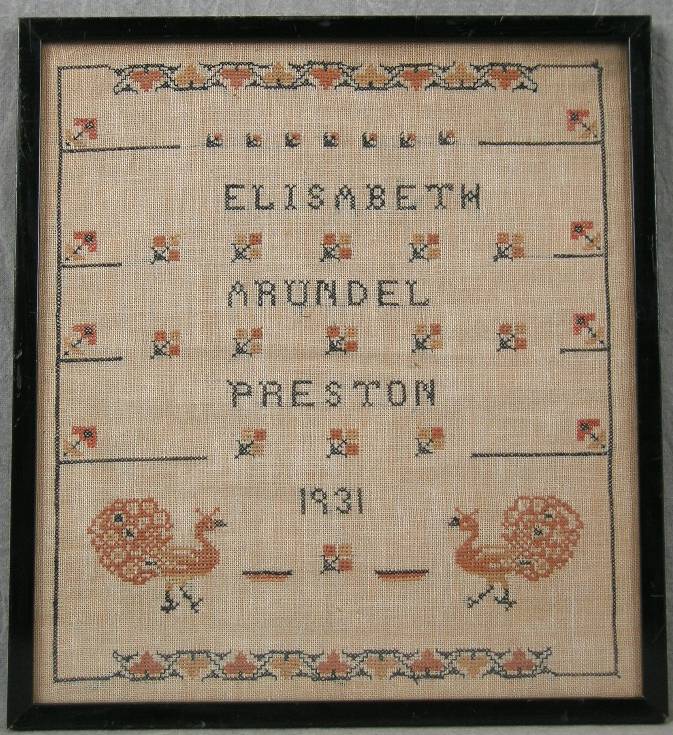 ELISABETH
ARUNDEL
PRESTON
1931